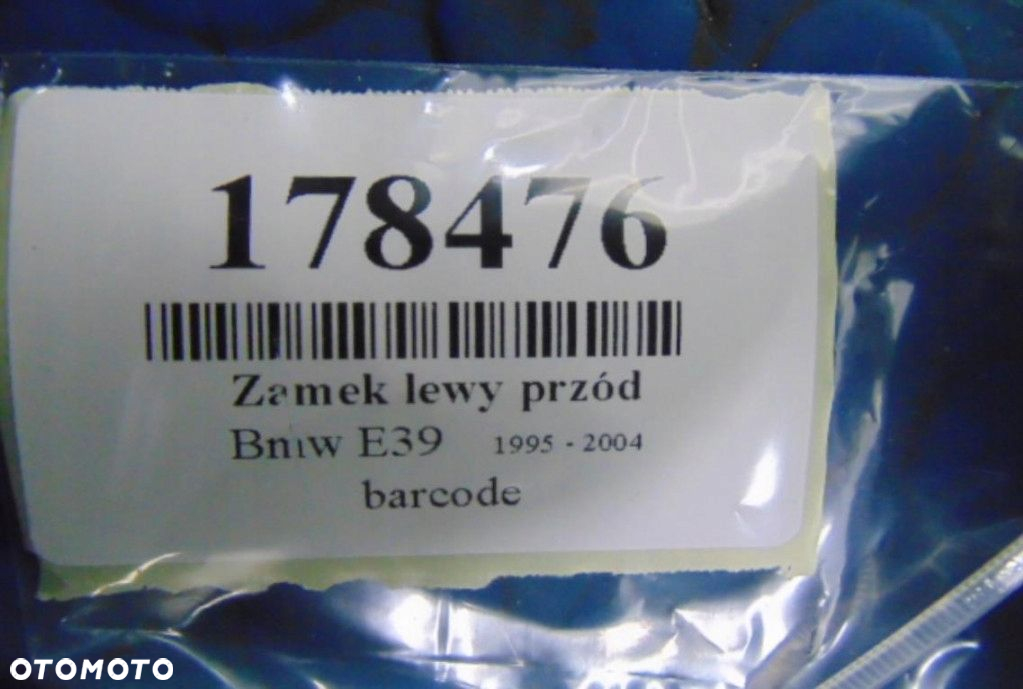 178476
Zamek lewy przód
Bmw E39 1995 - 2004
barcode
OTOMOTO